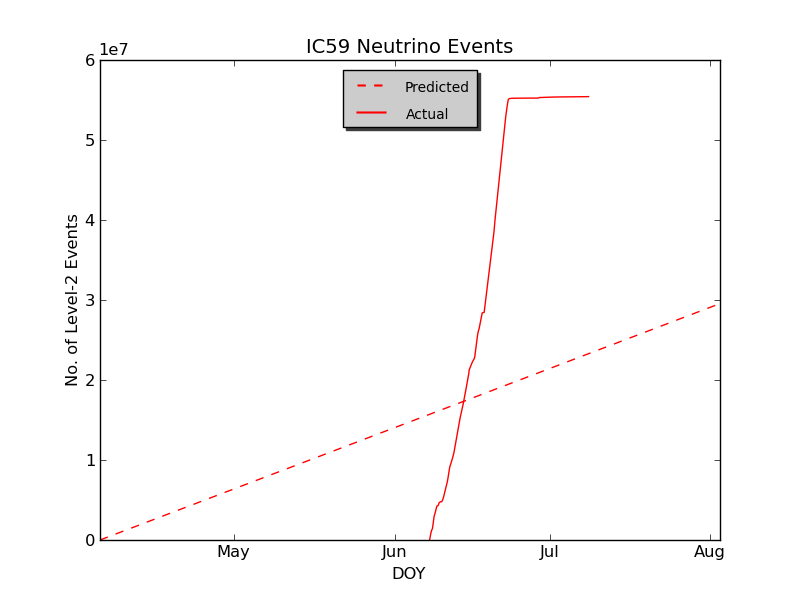 IC59 Neutrino Events
1e7
6
5
4
3
2
1
0
No. of Level-2 Events
Predicted
Actual
May Jun Jul Aug
DOY